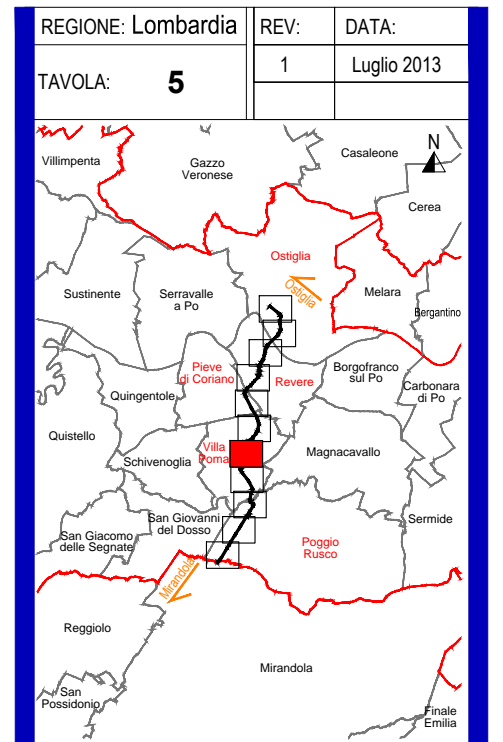 REGIONE: Lombardia
REV:
DATA:
TAVOLA: 5
1
Luglio 2013
N
Villimpenta
Gazzo
Veronese
Casaleone
Cerea
Ostiglia
Ostiglia
Sustinente
Serravalle
a Po
Melara
Bergantino
Pieve
di Coriano
Revere
Borgofranco
sul Po
Carbonara
di Po
Quingentole
Quistello
Schivenoglia
Villa
Poma
Magnacavallo
San Giacomo
delle Segnate
San Giovanni
del Dosso
Sermide
Poggio
Rusco
Mirandola
Reggiolo
Mirandola
San
Possidonio
Finale
Emilia